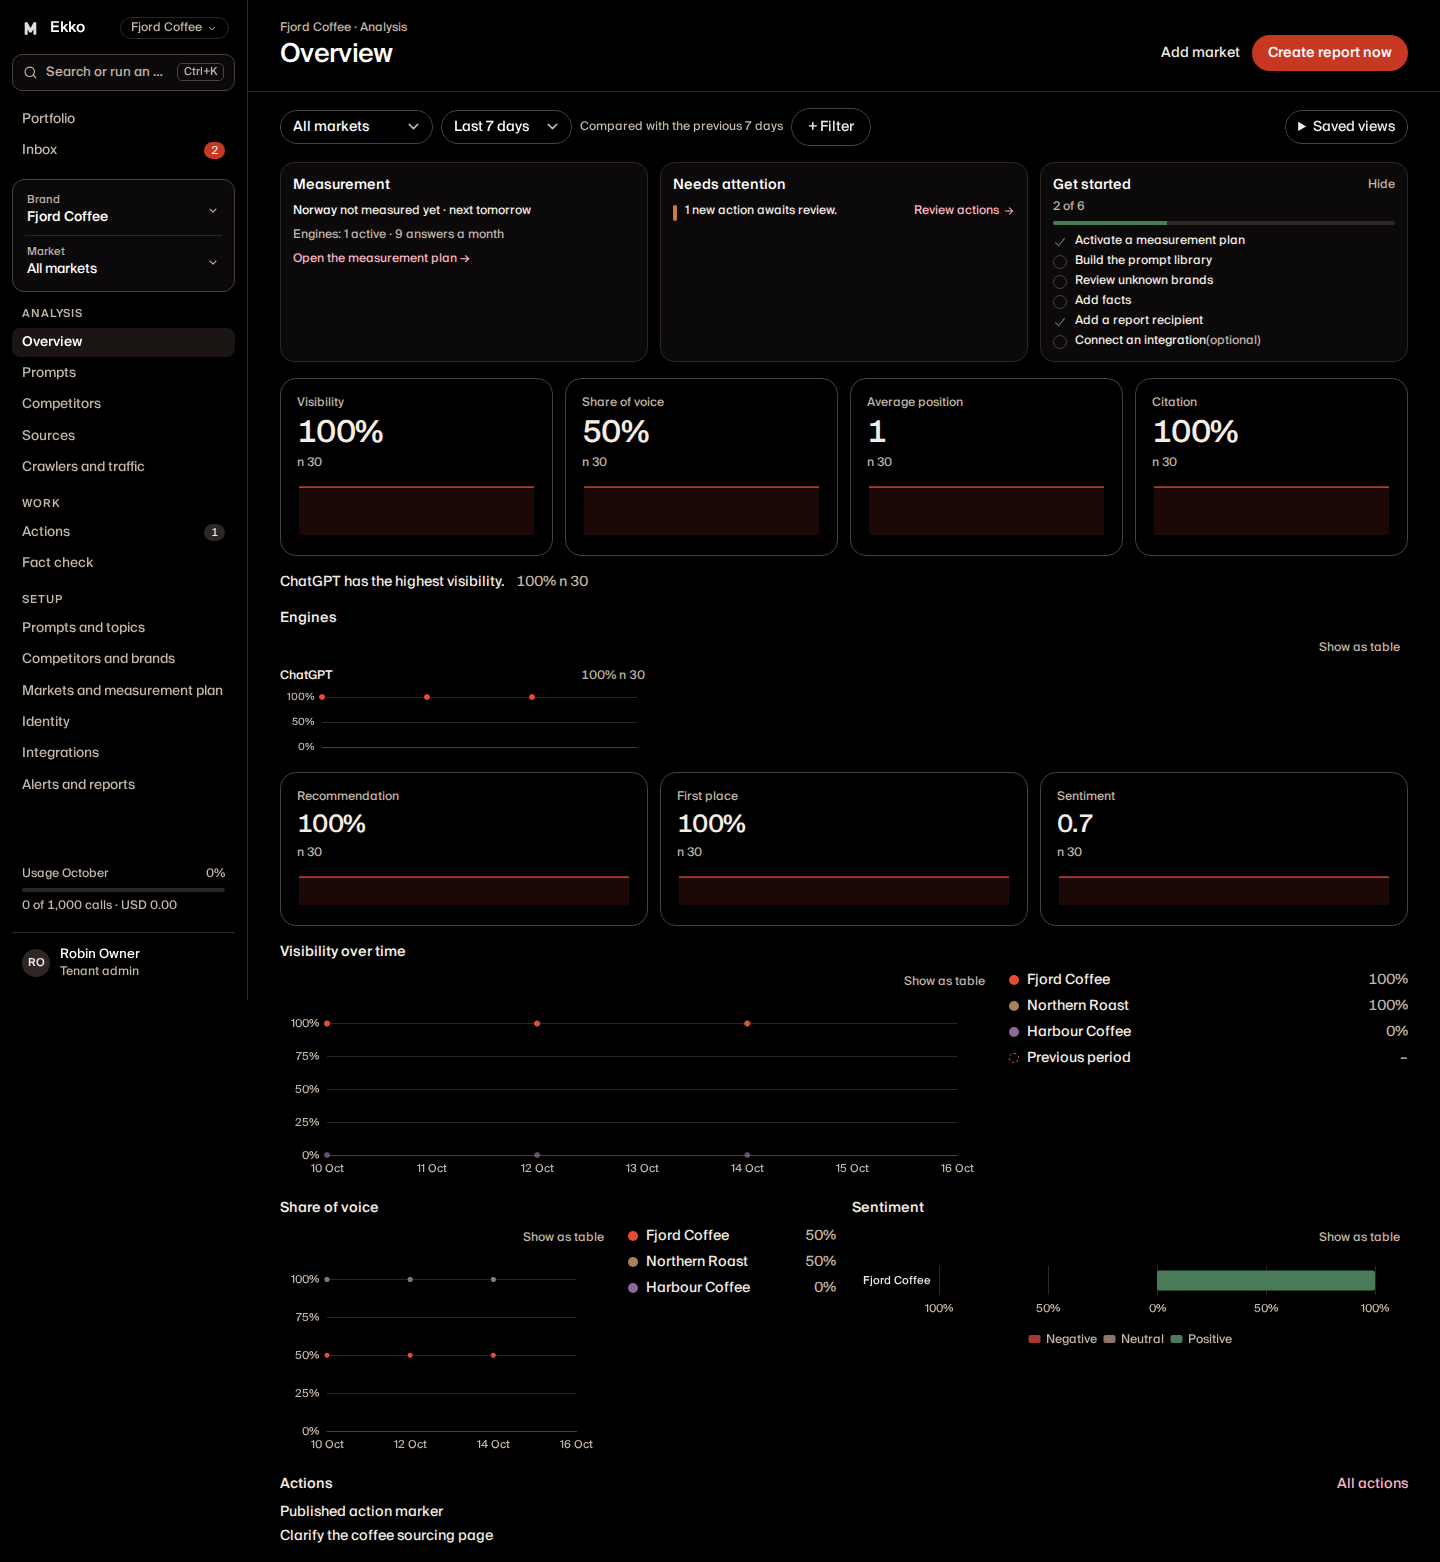 Ekko
Fjord Coffee
Search or run an ...
Ctrl+K
Portfolio
Inbox
2
Brand
Fjord Coffee
Market
All markets
ANALYSIS
Overview
Prompts
Competitors
Sources
Crawlers and traffic
WORK
Actions
1
Fact check
SETUP
Prompts and topics
Competitors and brands
Markets and measurement plan
Identity
Integrations
Alerts and reports
Usage October
0%
0 of 1,000 calls · USD 0.00
RO
Robin Owner
Tenant admin
Fjord Coffee · Analysis
Overview
Add market
Create report now
All markets
Last 7 days
Compared with the previous 7 days
+ Filter
Saved views
Measurement
Norway not measured yet · next tomorrow
Engines: 1 active · 9 answers a month
Open the measurement plan →
Needs attention
1 new action awaits review.
Review actions →
Get started
Hide
2 of 6
Activate a measurement plan
Build the prompt library
Review unknown brands
Add facts
Add a report recipient
Connect an integration(optional)
Visibility
100%
n 30
Share of voice
50%
n 30
Average position
1
n 30
Citation
100%
n 30
ChatGPT has the highest visibility. 100% n 30
Engines
Show as table
ChatGPT
100% n 30
100%
50%
0%
Recommendation
100%
n 30
First place
100%
n 30
Sentiment
0.7
n 30
Visibility over time
Show as table
100%
75%
50%
25%
0%
10 Oct
11 Oct
12 Oct
13 Oct
14 Oct
15 Oct
16 Oct
Fjord Coffee
100%
Northern Roast
100%
Harbour Coffee
0%
Previous period
–
Share of voice
Show as table
100%
75%
50%
25%
0%
10 Oct
12 Oct
14 Oct
16 Oct
Fjord Coffee
50%
Northern Roast
50%
Harbour Coffee
0%
Sentiment
Show as table
Fjord Coffee
100%
50%
0%
50%
100%
Negative
Neutral
Positive
Actions
All actions
Published action marker
Clarify the coffee sourcing page